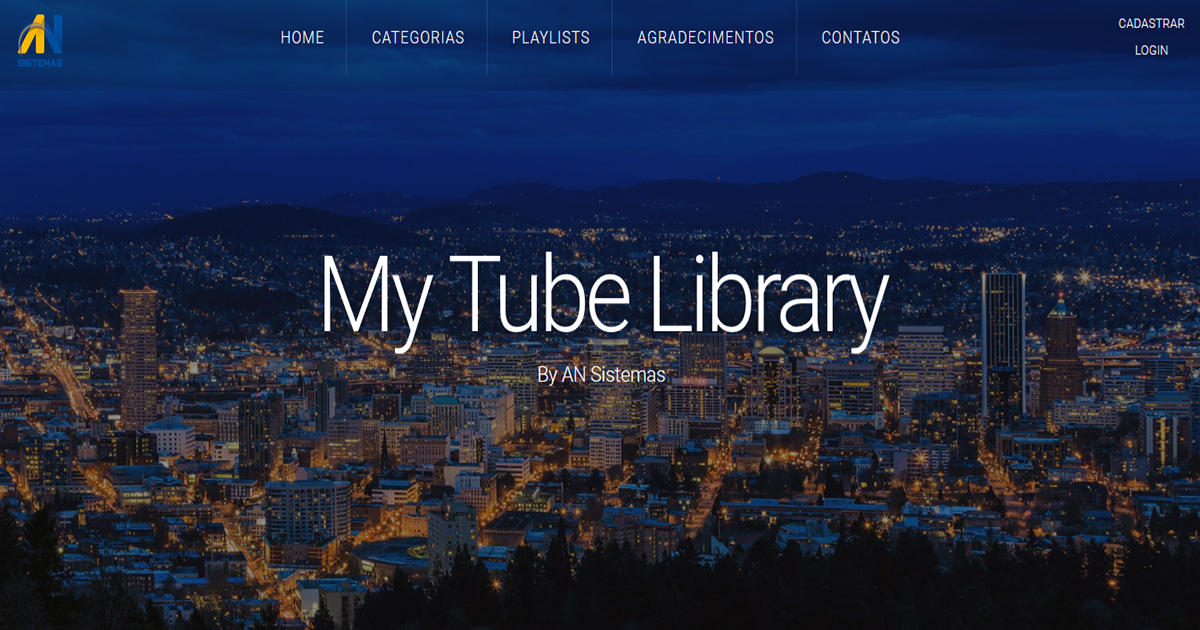 AN
SISTEMAS
HOME
CATEGORIAS
PLAYLISTS
AGRADECIMENTOS
CONTATOS
CADASTRAR
LOGIN
My Tube Library
By AN Sistemas